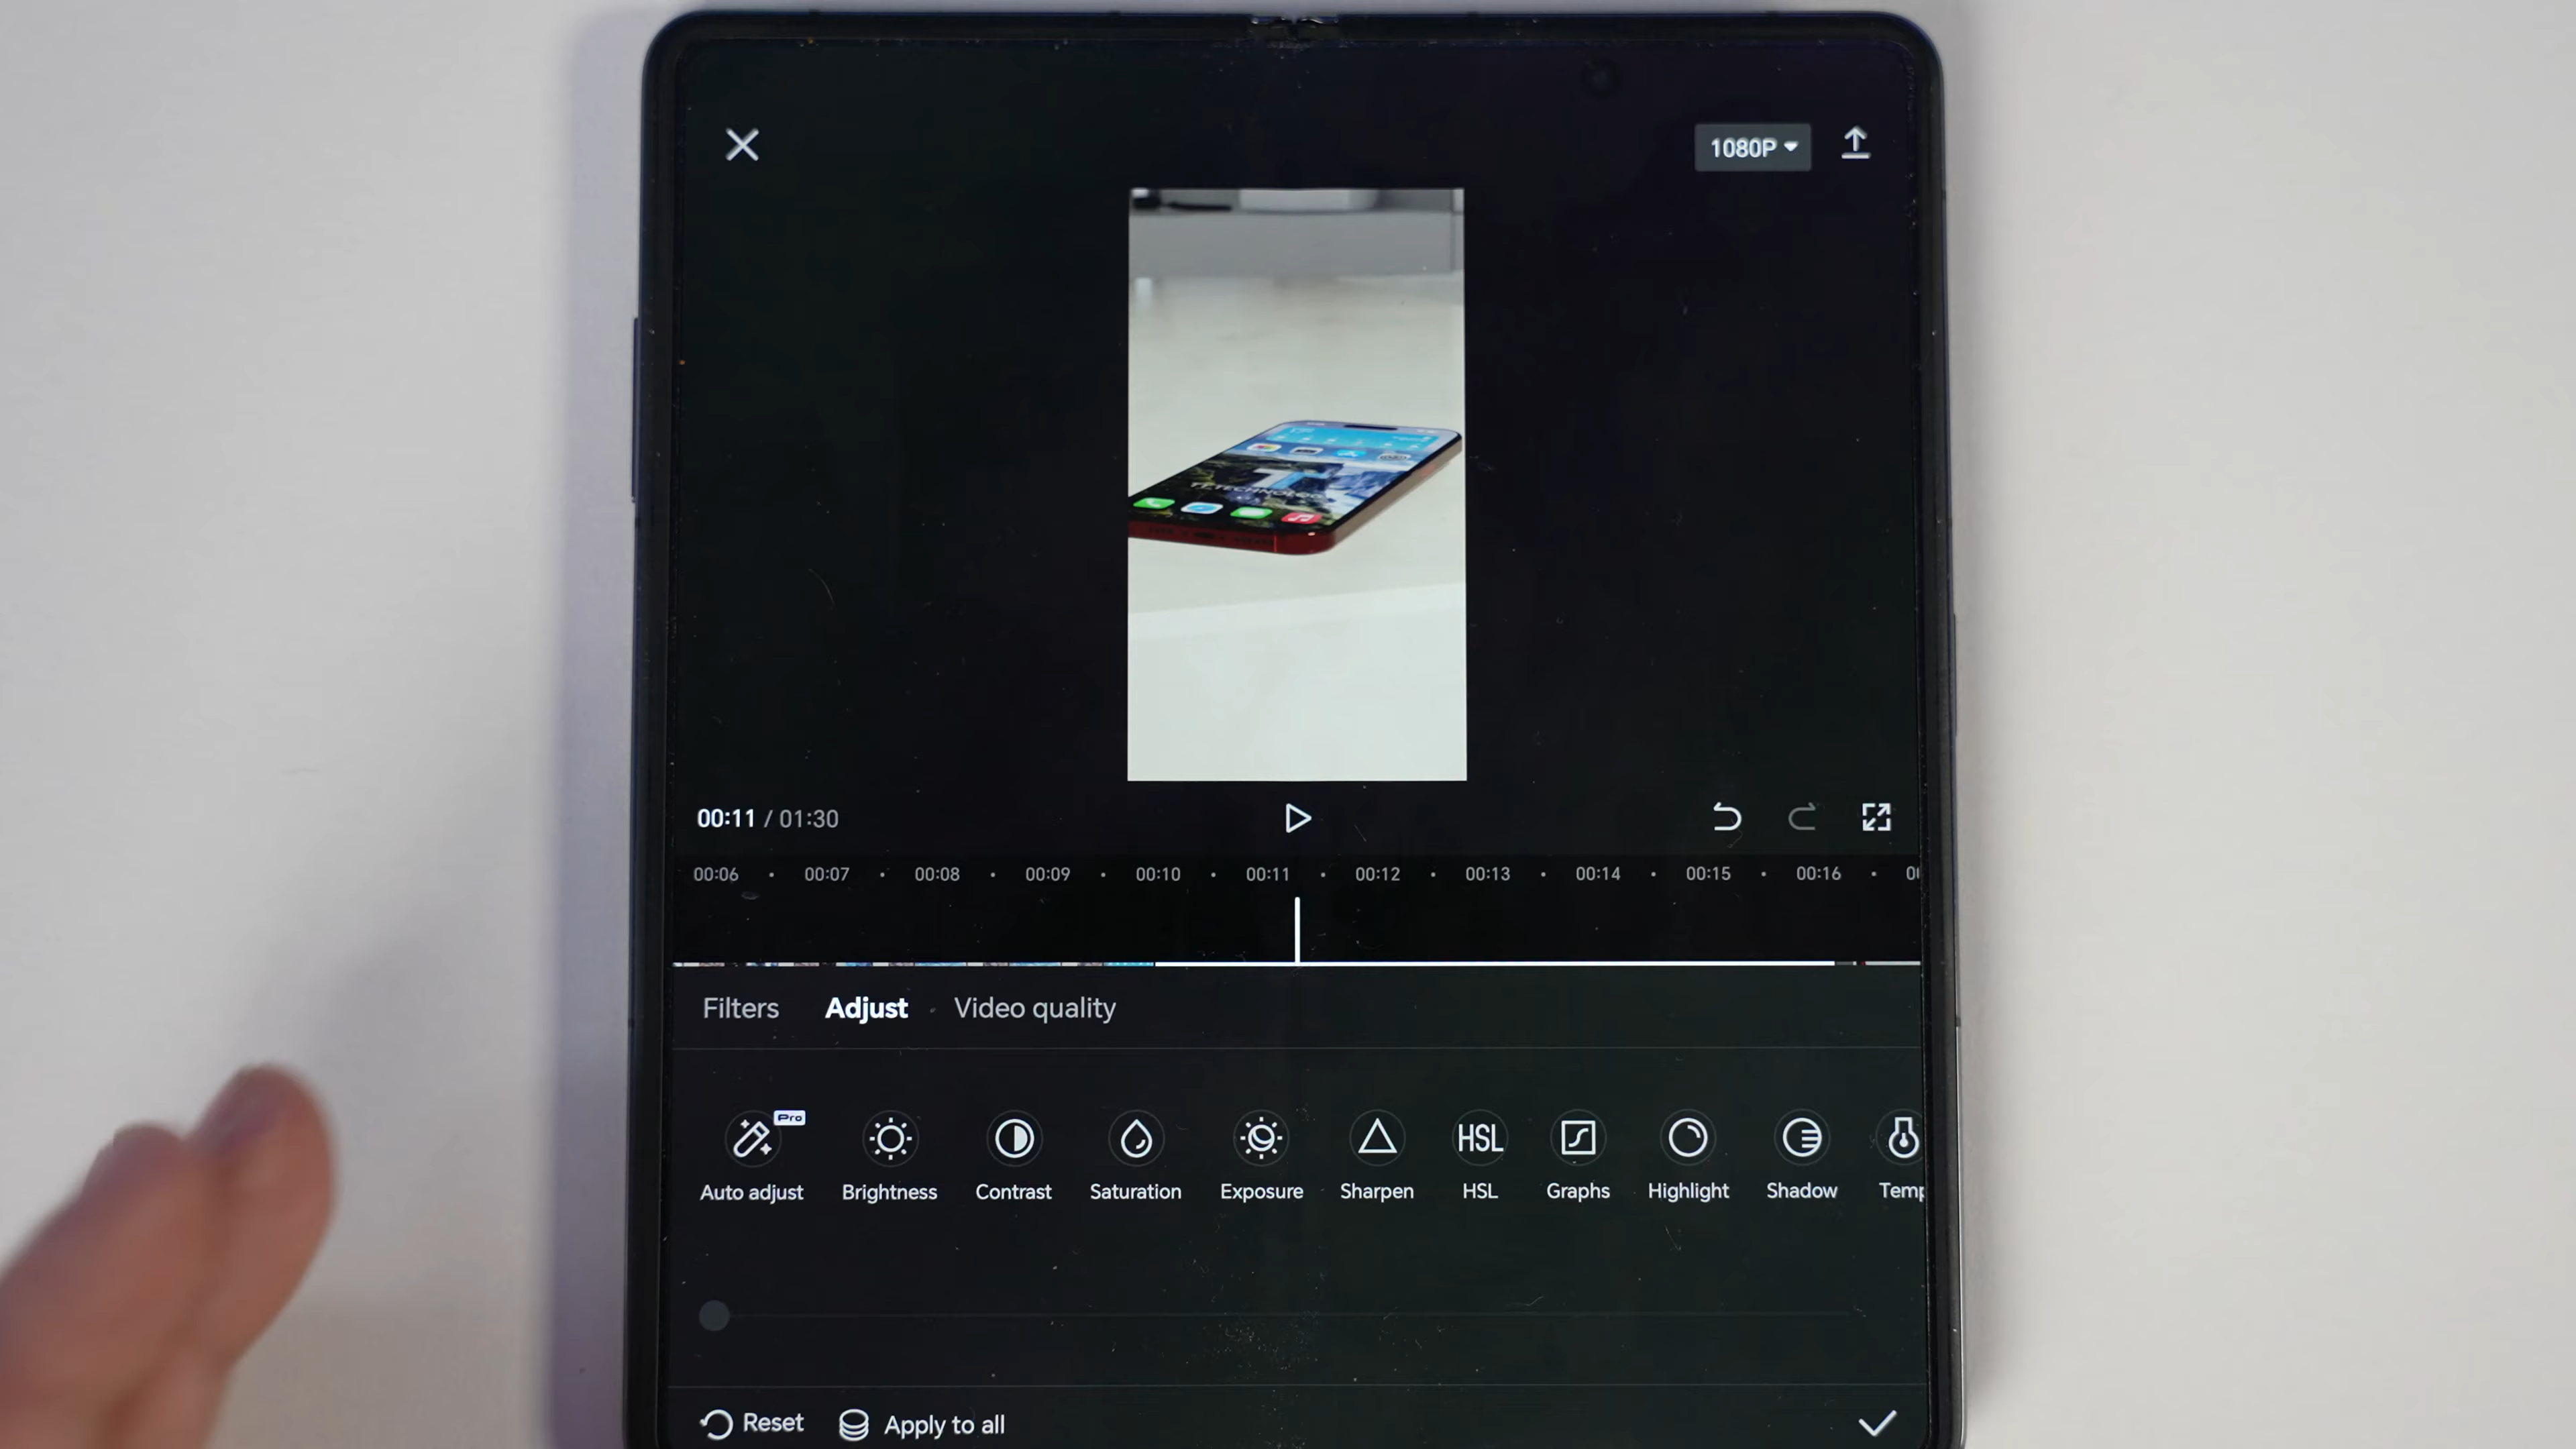 1080P
00:11 / 01:30
00:06 00:07 00:08 00:09 00:10 00:11 00:12 00:13 00:14 00:15 00:16
Filters Adjust Video quality
Pro
Auto adjust Brightness Contrast Saturation Exposure Sharpen HSL HSL Graphs Highlight Shadow Temp
Reset Apply to all